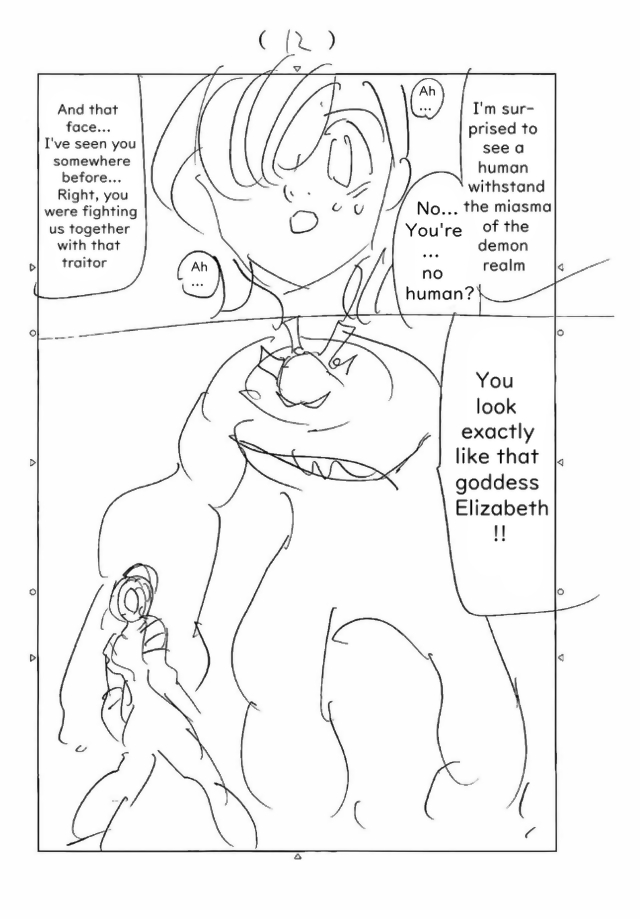 ( 12 )
Ah
...
I'm sur-
prised to
see a
human
withstand
the miasma
of the
demon
realm
No...
You're
...
no
human?
And that
face...
I've seen you
somewhere
before...
Right, you
were fighting
us together
with that
traitor
Ah
...
You
look
exactly
like that
goddess
Elizabeth
!!